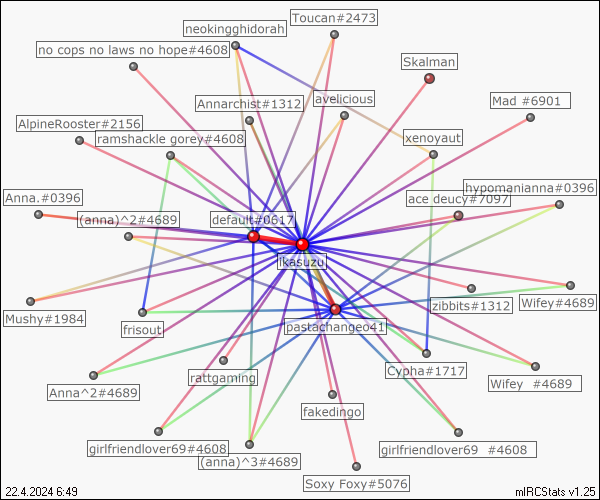 Toucan#2473
neokingghidorah
no cops no laws no hope#4608
Skalman
Annarchist#1312
avelicious
Mad #6901
AlpineRooster#2156
ramshackle gorey#4608
xenoyaut
hypomanianna#0396
Anna.#0396
ace deucy#7097
(anna)^2#4689
default#0617
ikasuzu
zibbits#1312
Wifey#4689
Mushy#1984
frisout
pastachangeo41
Cypha#1717
rattgaming
Wifey  #4689
Anna^2#4689
fakedingo
girlfriendlover69#4608
girlfriendlover69  #4608
(anna)^3#4689
Soxy Foxy#5076
22.4.2024 6:49
mIRCStats v1.25